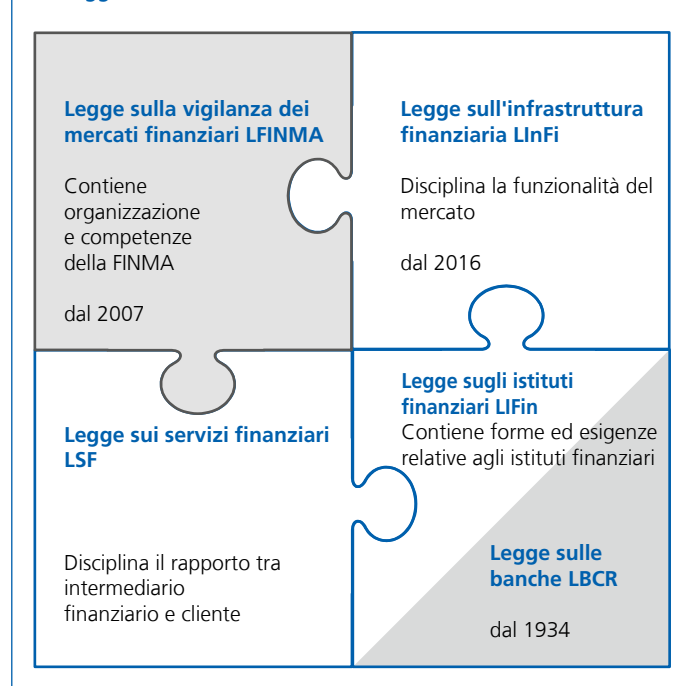 Legge sulla vigilanza dei
mercati finanziari LFINMA
Contiene
organizzazione
e competenze
della FINMA
dal 2007
Legge sull'infrastruttura
finanziaria LInFi
Disciplina la funzionalità del
mercato
dal 2016
Legge sui servizi finanziari
LSF
Disciplina il rapporto tra
intermediario
finanziario e cliente
Legge sugli istituti
finanziari LIFin
Contiene forme ed esigenze
relative agli istituti finanziari
Legge sulle
banche LBCR
dal 1934